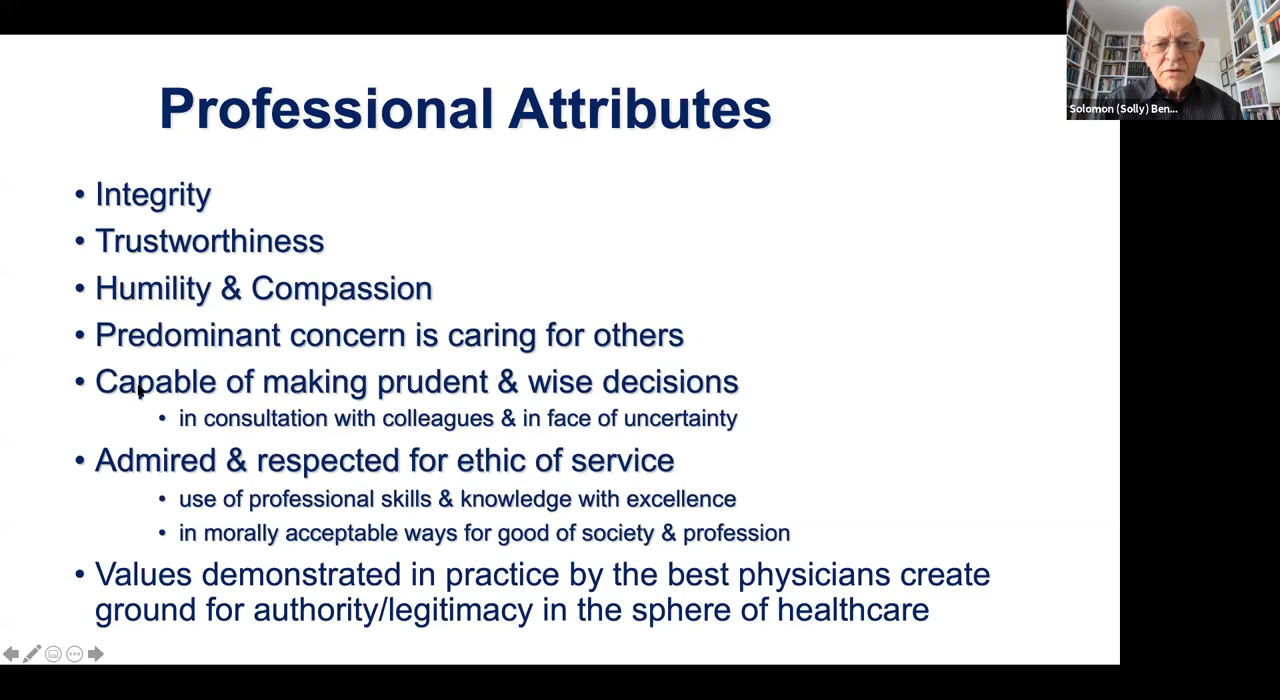 Professional Attributes
Solomon (Solly) Ben...
• Integrity
• Trustworthiness
• Humility & Compassion
• Predominant concern is caring for others
• Capable of making prudent & wise decisions
• in consultation with colleagues & in face of uncertainty
• Admired & respected for ethic of service
• use of professional skills & knowledge with excellence
• in morally acceptable ways for good of society & profession
• Values demonstrated in practice by the best physicians create
ground for authority/legitimacy in the sphere of healthcare